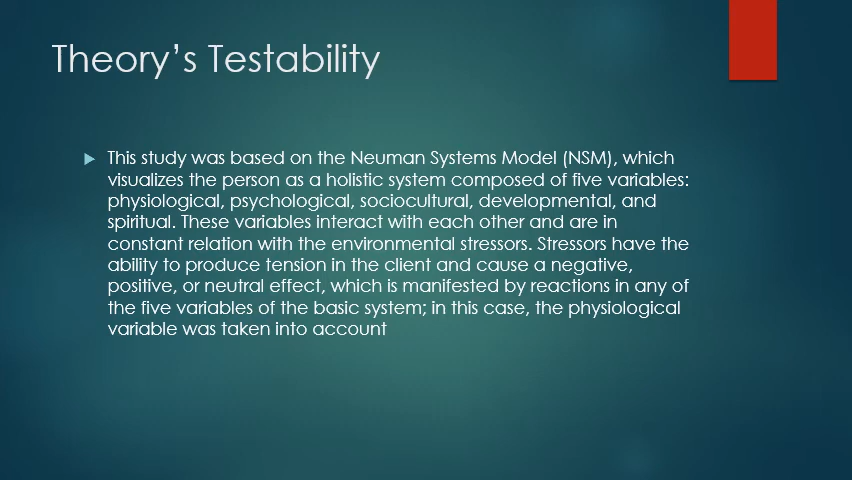 Theory's Testability
This study was based on the Neuman Systems Model (NSM), which
visualizes the person as a holistic system composed of five variables:
physiological, psychological, sociocultural, developmental, and
spiritual. These variables interact with each other and are in
constant relation with the environmental stressors. Stressors have the
ability to produce tension in the client and cause a negative,
positive, or neutral effect, which is manifested by reactions in any of
the five variables of the basic system; in this case, the physiological
variable was taken into account